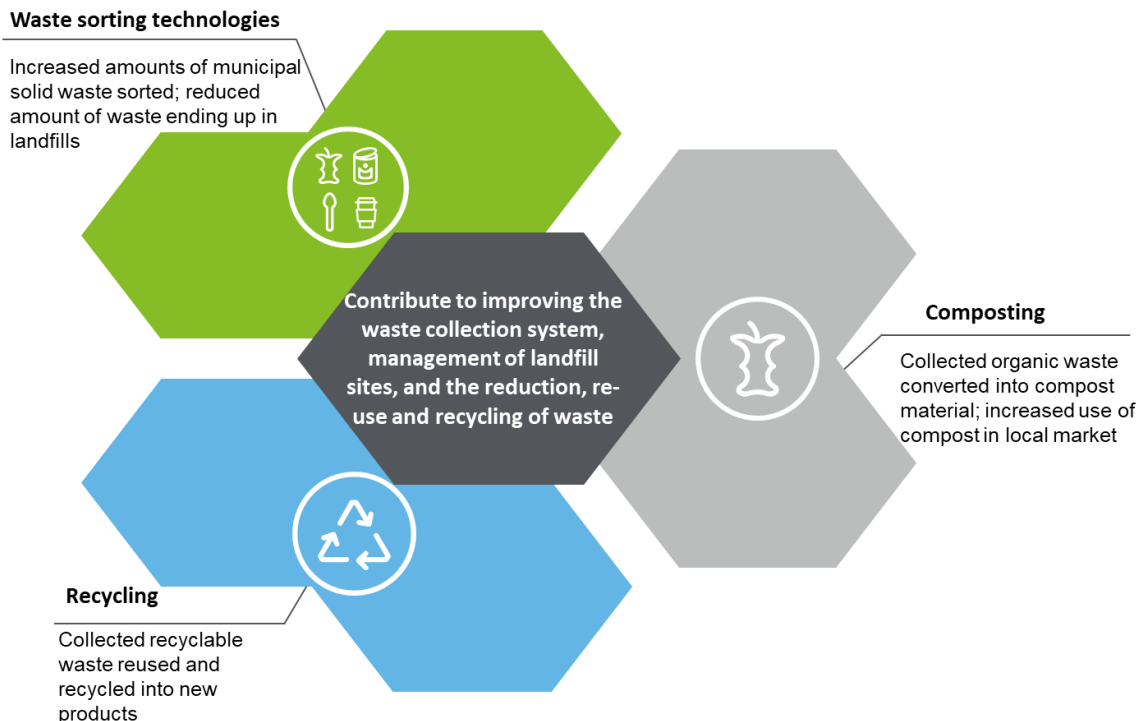 Waste sorting technologies
Increased amounts of municipal
solid waste sorted; reduced
amount of waste ending up in
landfills
Contribute to improving the
waste collection system,
management of landfill
sites, and the reduction, re-
use and recycling of waste
Composting
Collected organic waste
converted into compost
material; increased use of
compost in local market
Recycling
Collected recyclable
waste reused and
recycled into new
products